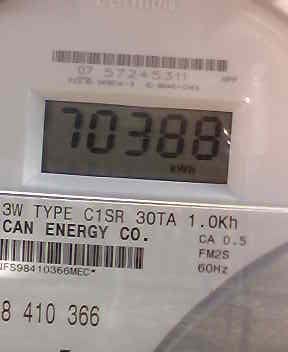 07 57245311
70388
kWh
3W TYPE C1SR 30TA 1.0Kh
CAN ENERGY CO.
CA 0.5
FM2S
60Hz
NFS98410366MEC*
8 410 366